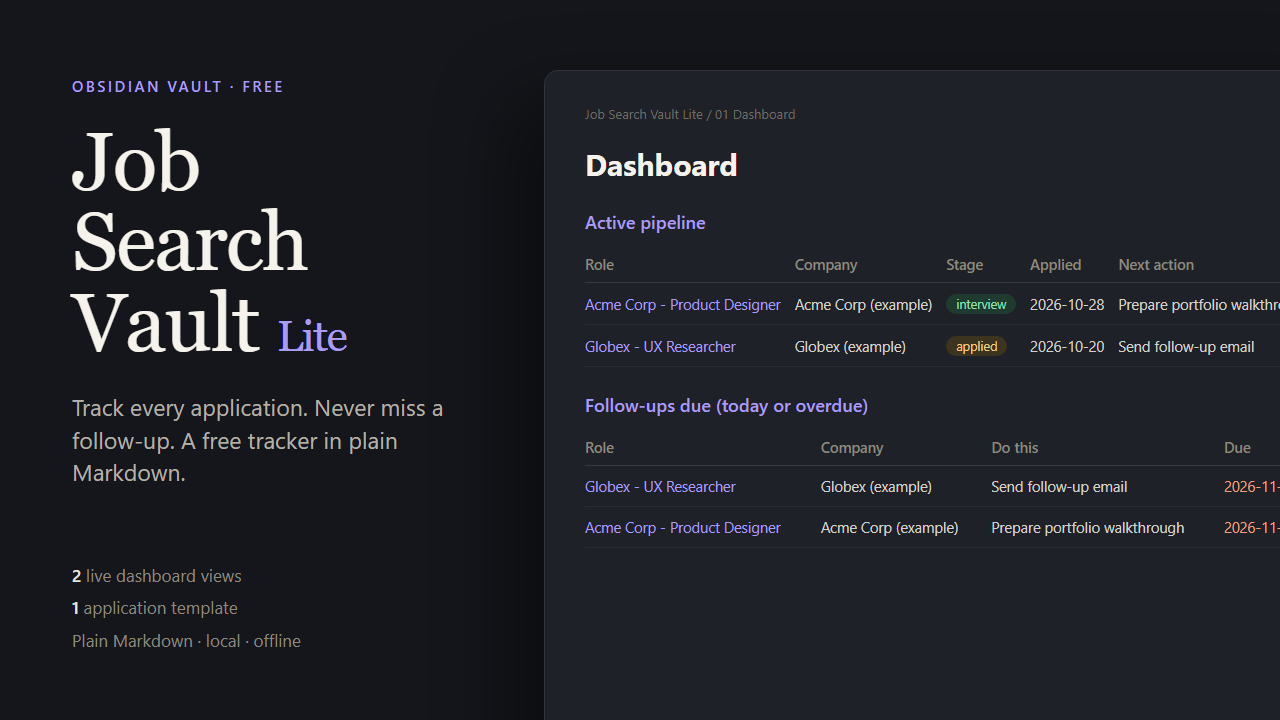 OBSIDIAN VAULT · FREE
Job
Search
Vault Lite
Track every application. Never miss a
follow-up. A free tracker in plain
Markdown.
2 live dashboard views
1 application template
Plain Markdown · local · offline
Job Search Vault Lite / 01 Dashboard
Dashboard
Active pipeline
Role Company Stage Applied Next action
Acme Corp - Product Designer Acme Corp (example) interview 2026-10-28 Prepare portfolio walkthr
Globex - UX Researcher Globex (example) applied 2026-10-20 Send follow-up email
Follow-ups due (today or overdue)
Role Company Do this Due
Globex - UX Researcher Globex (example) Send follow-up email 2026-11-
Acme Corp - Product Designer Acme Corp (example) Prepare portfolio walkthrough 2026-11-